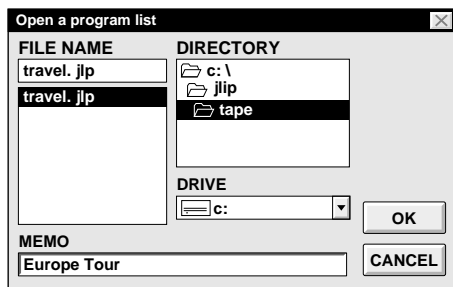 Open a program list
FILE NAME
travel. jlp
travel. jlp
DIRECTORY
c: \
jlip
tape
DRIVE
c:
OK
MEMO
Europe Tour
CANCEL